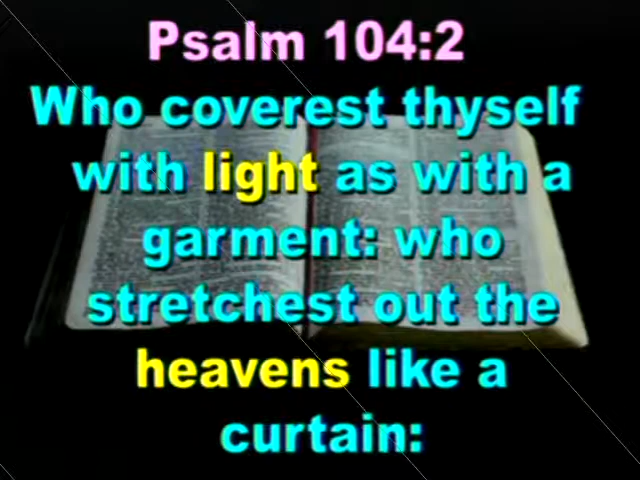 Psalm 104:2
Who coverest thyself
with light as with a
garment: who
stretchest out the
heavens like a
curtain: